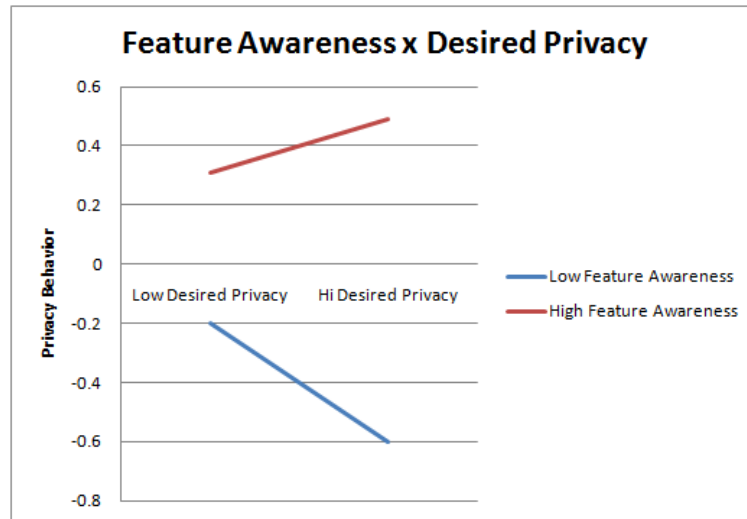 Feature Awareness x Desired Privacy
0.6
0.4
0.2
0
-0.2
-0.4
-0.6
-0.8
Privacy Behavior
Low Desired Privacy
Hi Desired Privacy
Low Feature Awareness
High Feature Awareness